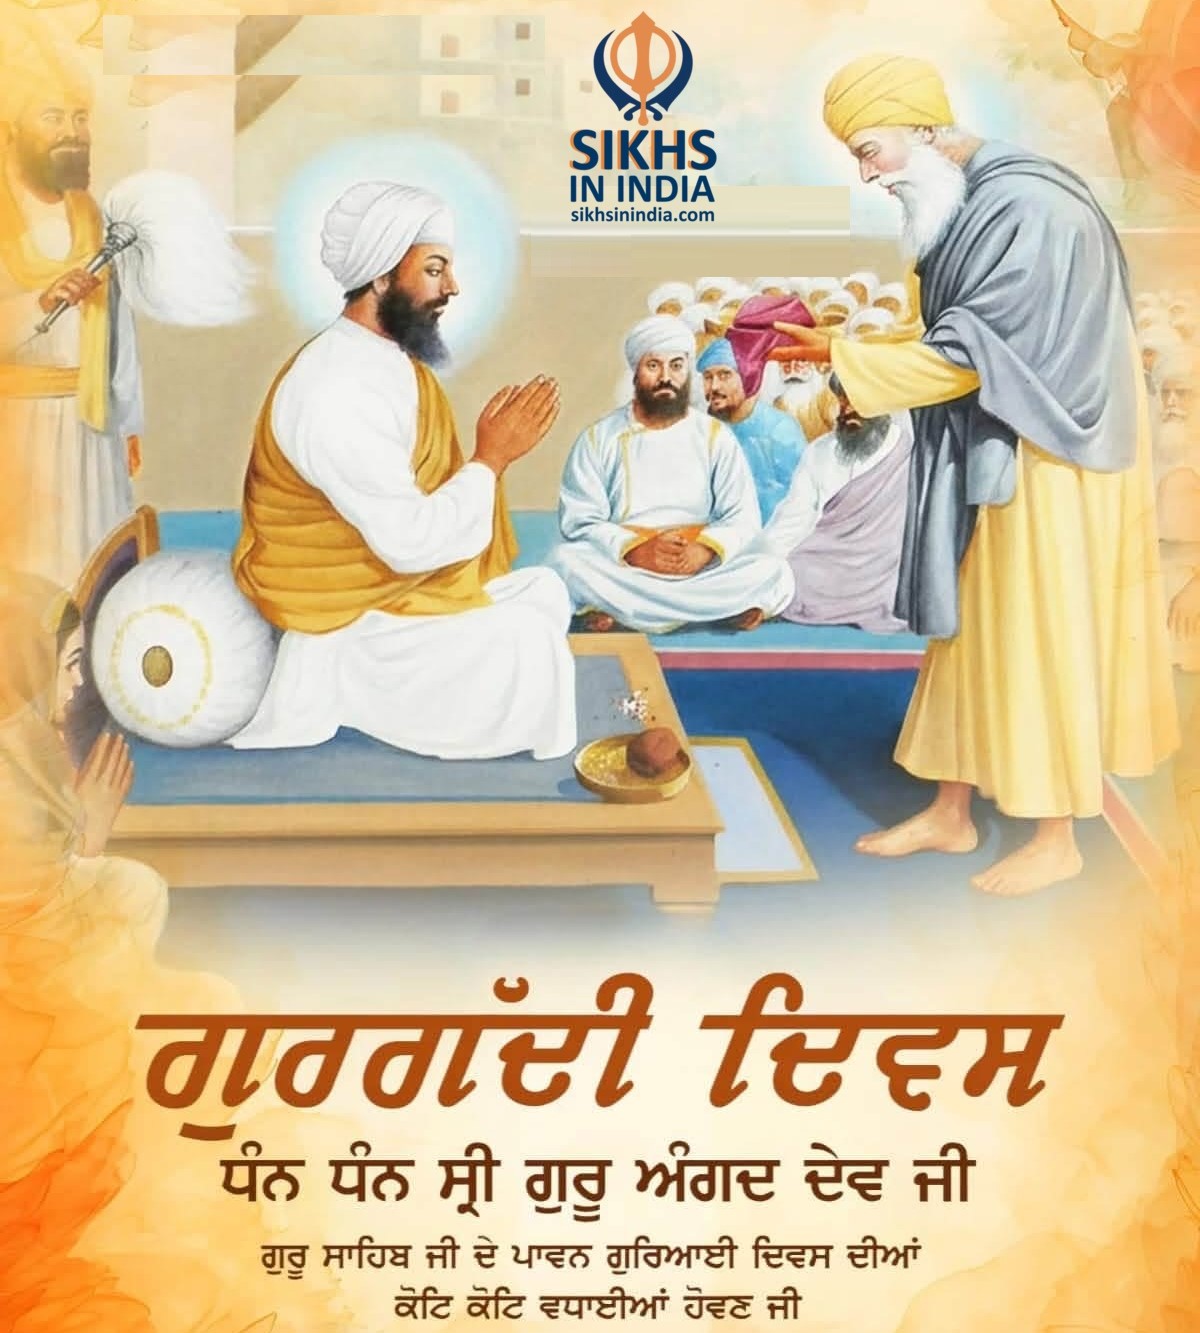 SIKHS
IN INDIA
sikhsinindia.com
ਗੁਰਗੱਦੀ ਦਿਵਸ
ਧੰਨ ਧੰਨ ਸ੍ਰੀ ਗੁਰੂ ਅੰਗਦ ਦੇਵ ਜੀ
ਗੁਰੂ ਸਾਹਿਬ ਜੀ ਦੇ ਪਾਵਨ ਗੁਰਿਆਈ ਦਿਵਸ ਦੀਆਂ
ਕੋਟਿ ਕੋਟਿ ਵਧਾਈਆਂ ਹੋਵਣ ਜੀ